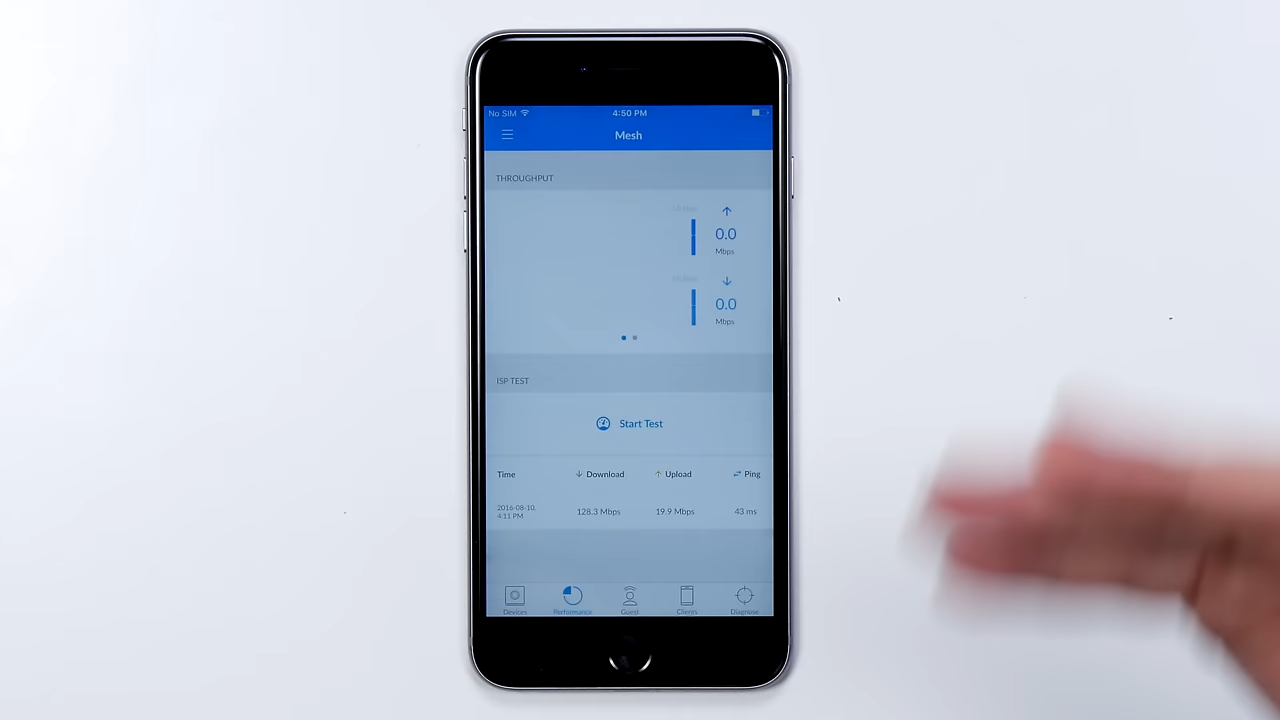 No SIM 4:50 PM
Mesh
THROUGHPUT
0.0
Mbps
0.0
Mbps
ISP TEST
Start Test
Time Download Upload Ping
2016-08-10, 4:11 PM 128.3 Mbps 19.9 Mbps 43 ms
Devices Performance Guest Clients Diagnose